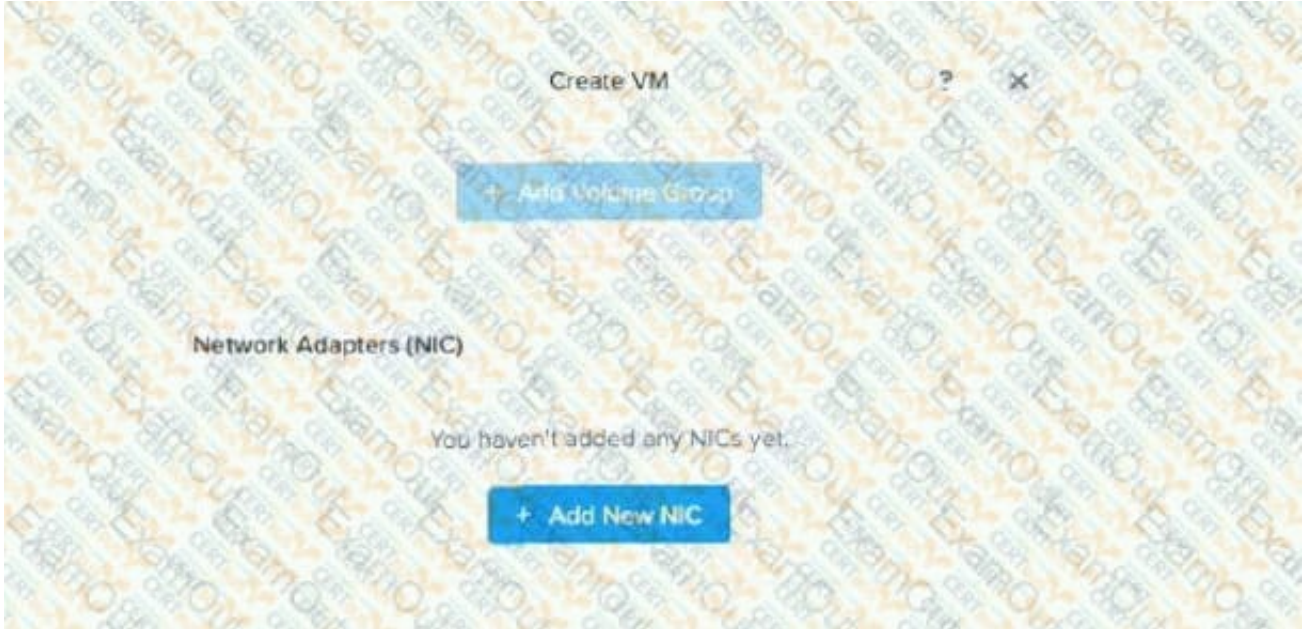 Create VM ? ×
+ Add Volume Group
Network Adapters (NIC)
You haven't added any NICs yet.
+ Add New NIC